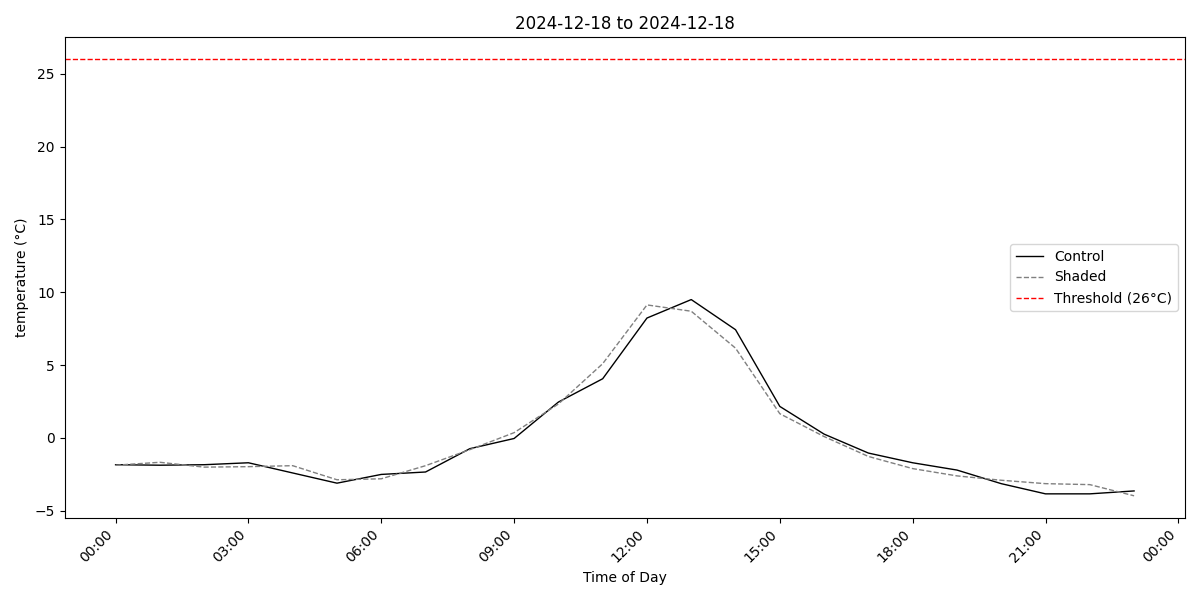 2024-12-18 to 2024-12-18
temperature (°C)
25
20
15
10
5
0
−5
Control
Shaded
Threshold (26°C)
00:00
03:00
06:00
09:00
12:00
15:00
18:00
21:00
00:00
Time of Day